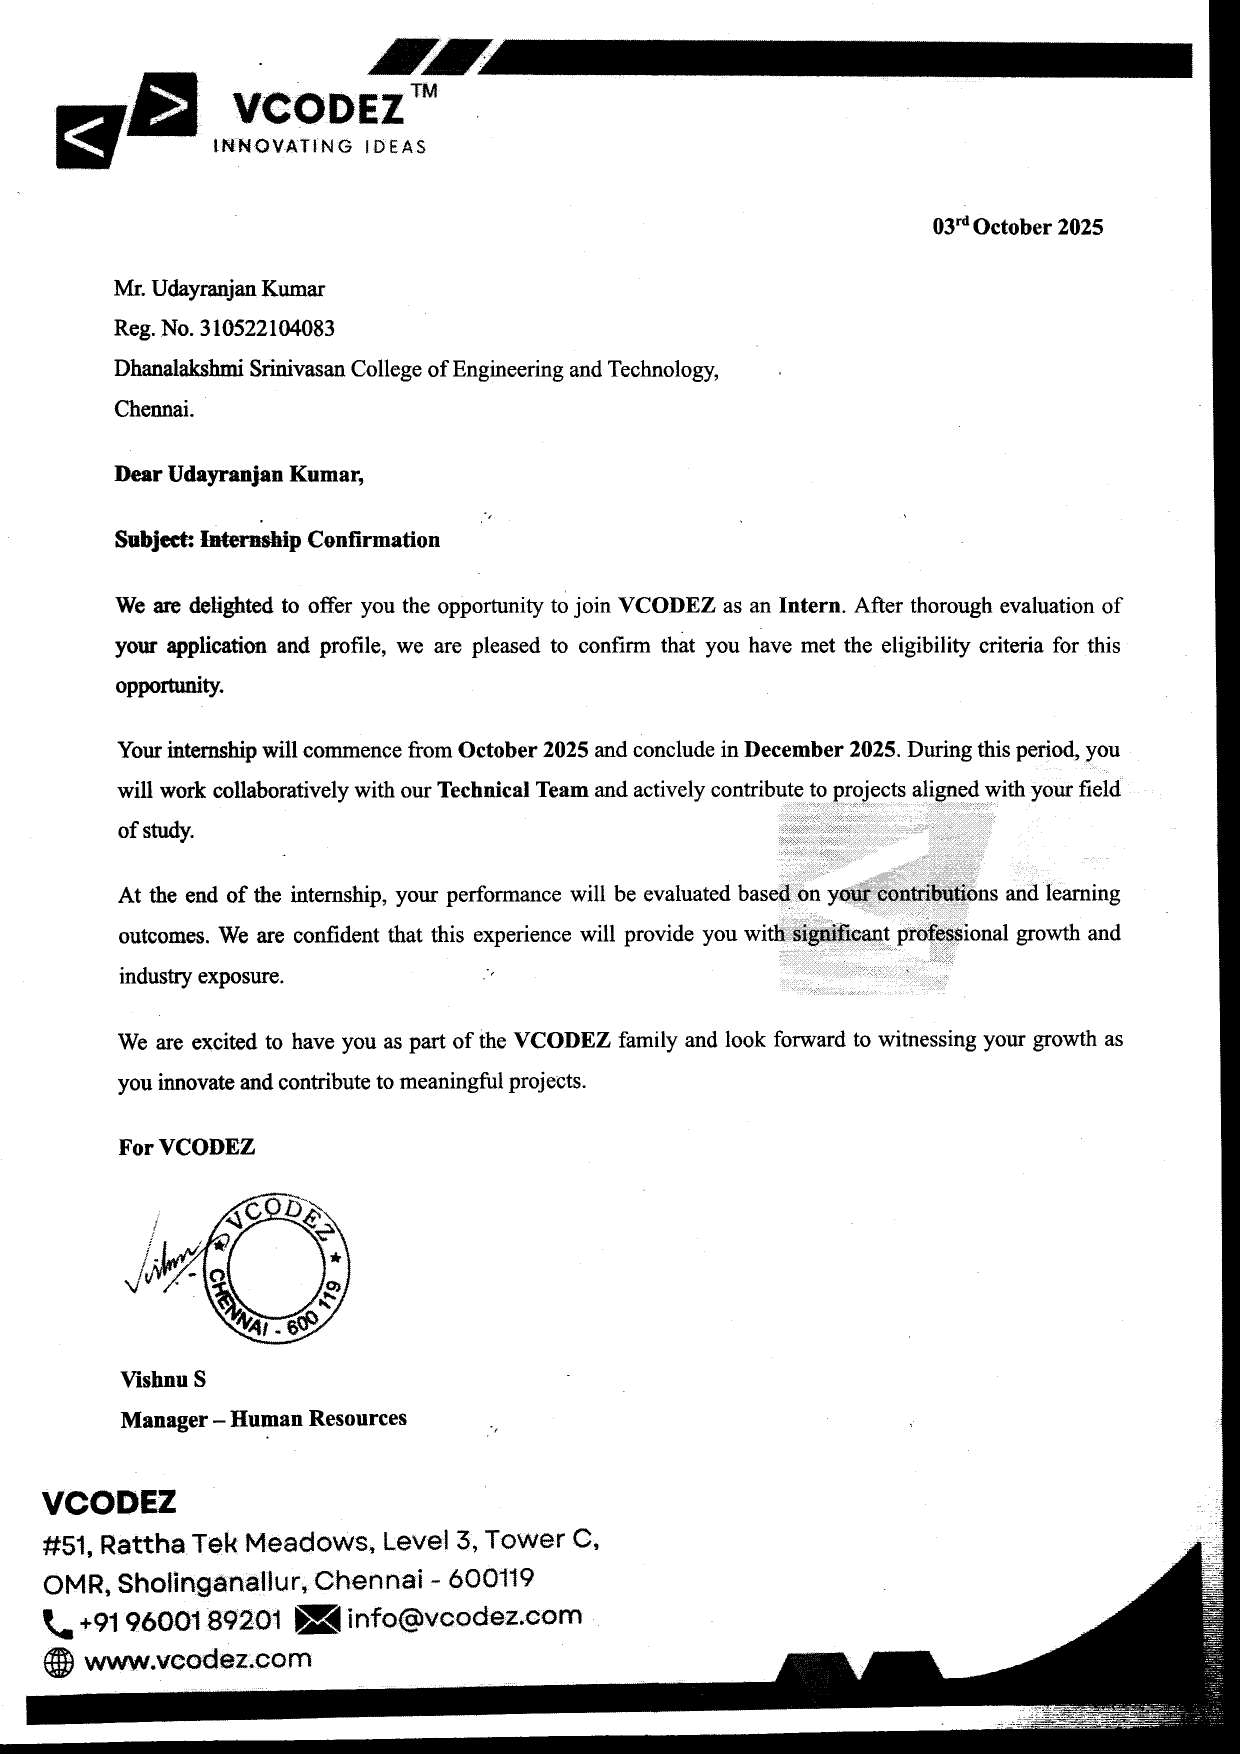 VCODEZ™
INNOVATING IDEAS
03rd October 2025
Mr. Udayranjan Kumar
Reg. No. 310522104083
Dhanalakshmi Srinivasan College of Engineering and Technology,
Chennai.
Dear Udayranjan Kumar,
Subject: Internship Confirmation
We are delighted to offer you the opportunity to join VCODEZ as an Intern. After thorough evaluation of
your application and profile, we are pleased to confirm that you have met the eligibility criteria for this
opportunity.
Your internship will commence from October 2025 and conclude in December 2025. During this period, you
will work collaboratively with our Technical Team and actively contribute to projects aligned with your field
of study.
At the end of the internship, your performance will be evaluated based on your contributions and learning
outcomes. We are confident that this experience will provide you with significant professional growth and
industry exposure.
We are excited to have you as part of the VCODEZ family and look forward to witnessing your growth as
you innovate and contribute to meaningful projects.
For VCODEZ
Vishnu
VCODEZ
★ ★
CHENNAI - 600 119
Vishnu S
Manager – Human Resources
VCODEZ
#51, Rattha Tek Meadows, Level 3, Tower C,
OMR, Sholinganallur, Chennai - 600119
+91 96001 89201 info@vcodez.com
www.vcodez.com